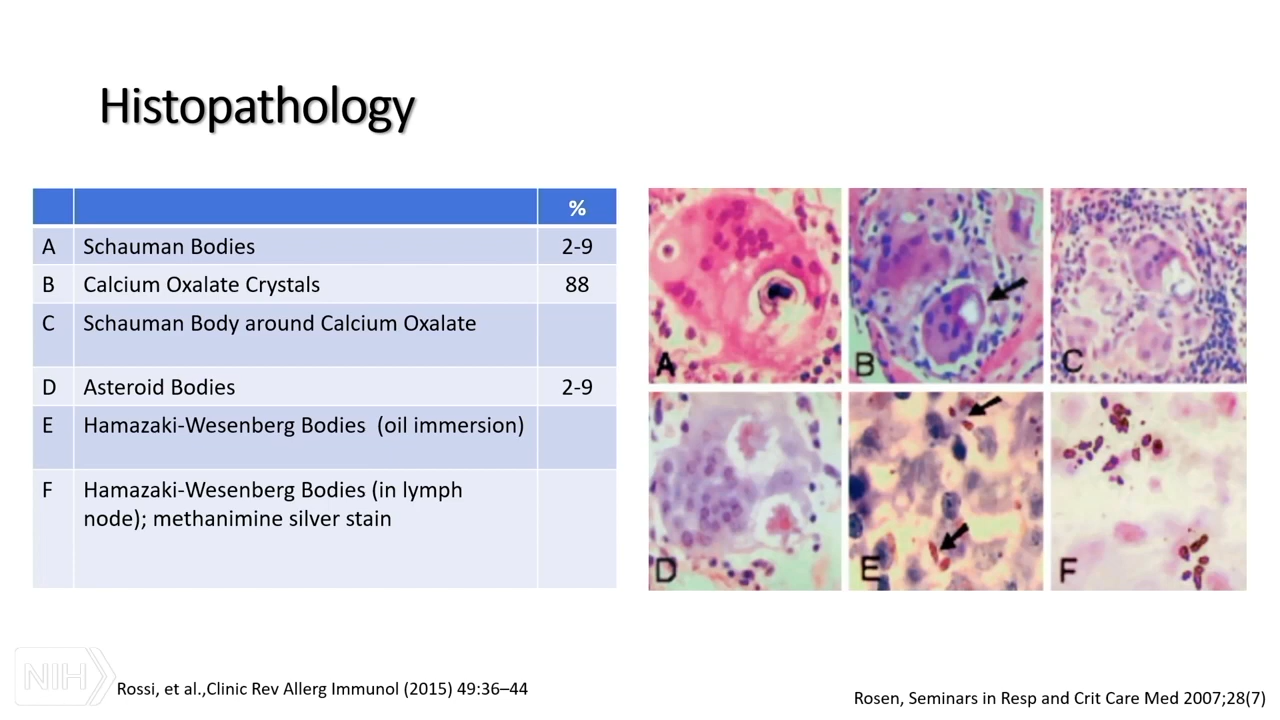 Histopathology
%
A Schauman Bodies 2-9
B Calcium Oxalate Crystals 88
C Schauman Body around Calcium Oxalate
D Asteroid Bodies 2-9
E Hamazaki-Wesenberg Bodies (oil immersion)
F Hamazaki-Wesenberg Bodies (in lymph
node); methanimine silver stain
A B C
D E F
NIH
Rossi, et al.,Clinic Rev Allerg Immunol (2015) 49:36–44
Rosen, Seminars in Resp and Crit Care Med 2007;28(7)